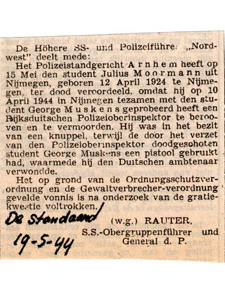 De Höhere SS- und Polizeiführer „Nord-
west" deelt mede:
Het Polizeistandgericht Arnhem heeft op
15 Mei den student Julius Moormann uit
Nijmegen, geboren 12 April 1924 te Nijme-
gen, ter dood veroordeeld, omdat hij op 10
April 1944 in Nijmegen tezamen met den stu-
dent George Muskens geprobeerd heeft een
Rijksduitschen Polizeioberinspektor te beroo-
ven en te vermoorden. Hij was in het bezit
van een knuppel, terwijl de door het verzet
van den Polizeioberinspektor doodgeschoten
student George Muskens een pistool gebruikt
had, waarmede hij den Duitschen ambtenaar
verwondde.
Het op grond van de Ordnungsschutzver-
ordnung en de Gewaltverbrecher-verordnung
gevelde vonnis is na onderzoek van de gratie-
kwestie voltrokken.
(w.g.) RAUTER,
S.S.-Obergruppenführer und
General d. P.
De Standaard
19-5-44